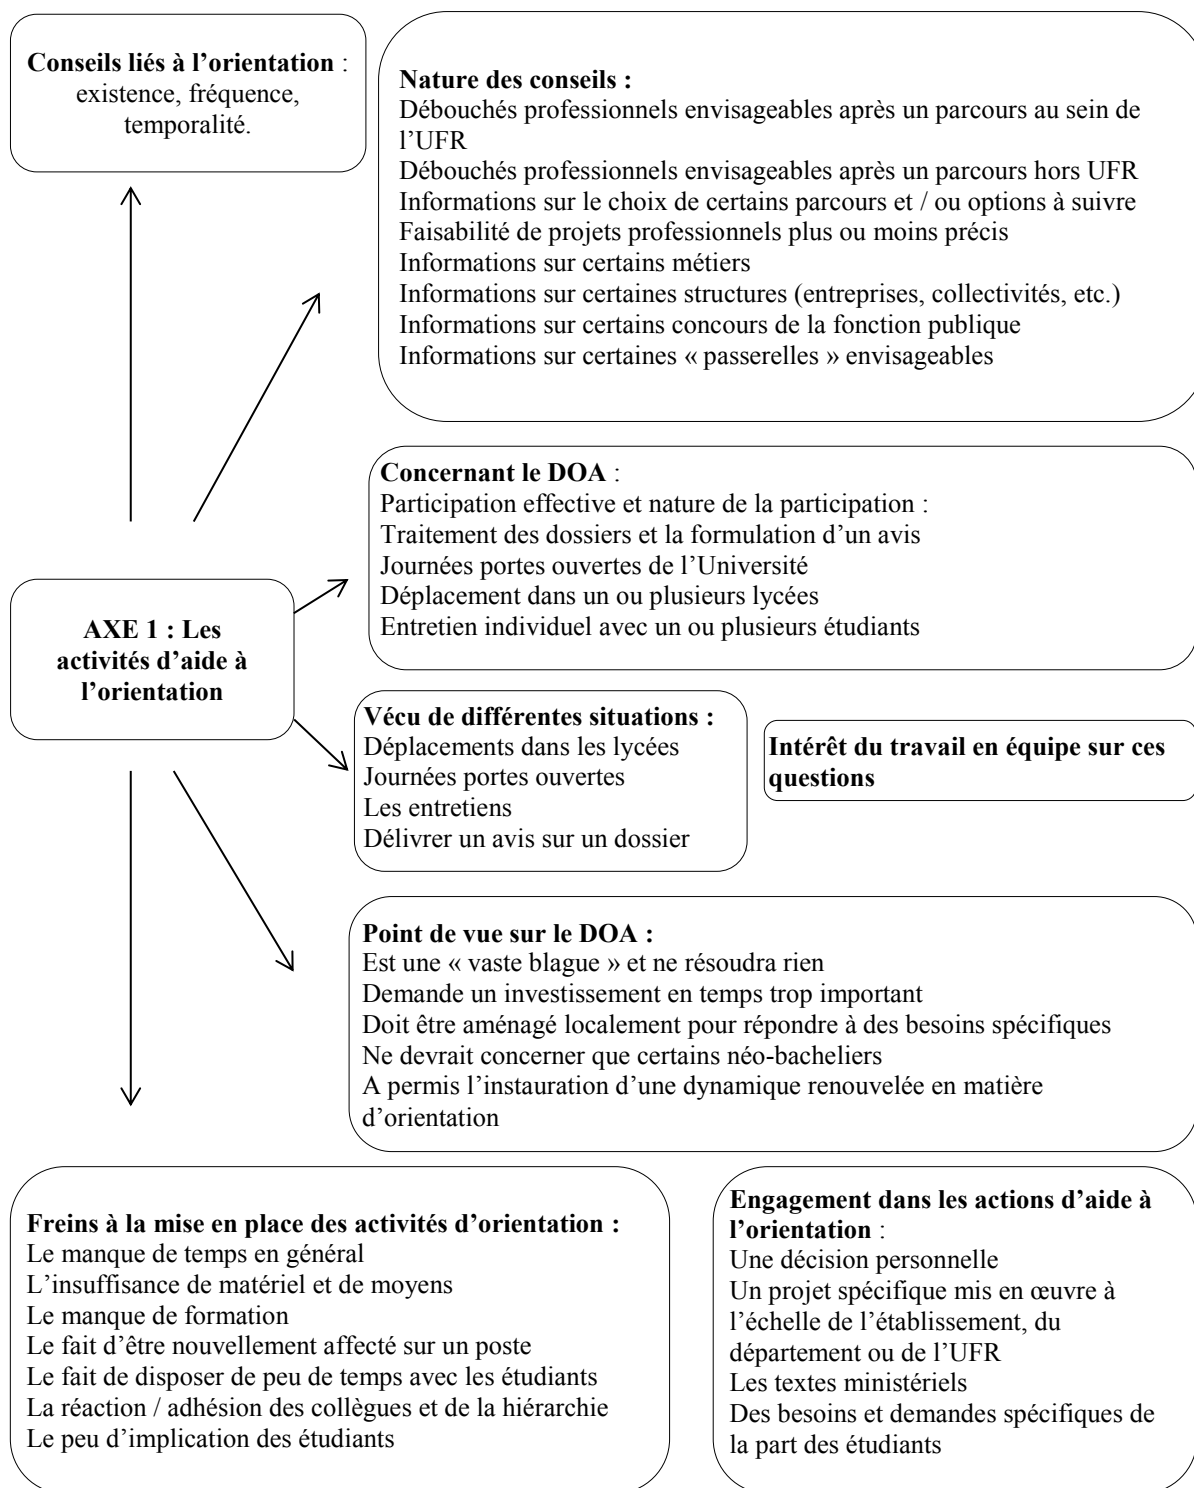 Conseils liés à l’orientation :
existence, fréquence,
temporalité.
Nature des conseils :
Débouchés professionnels envisageables après un parcours au sein de
l’UFR
Débouchés professionnels envisageables après un parcours hors UFR
Informations sur le choix de certains parcours et / ou options à suivre
Faisabilité de projets professionnels plus ou moins précis
Informations sur certains métiers
Informations sur certaines structures (entreprises, collectivités, etc.)
Informations sur certains concours de la fonction publique
Informations sur certaines « passerelles » envisageables
Concernant le DOA :
Participation effective et nature de la participation :
Traitement des dossiers et la formulation d’un avis
Journées portes ouvertes de l’Université
Déplacement dans un ou plusieurs lycées
Entretien individuel avec un ou plusieurs étudiants
AXE 1 : Les
activités d’aide à
l’orientation
Vécu de différentes situations :
Déplacements dans les lycées
Journées portes ouvertes
Les entretiens
Délivrer un avis sur un dossier
Intérêt du travail en équipe sur ces
questions
Point de vue sur le DOA :
Est une « vaste blague » et ne résoudra rien
Demande un investissement en temps trop important
Doit être aménagé localement pour répondre à des besoins spécifiques
Ne devrait concerner que certains néo-bacheliers
A permis l’instauration d’une dynamique renouvelée en matière
d’orientation
Freins à la mise en place des activités d’orientation :
Le manque de temps en général
L’insuffisance de matériel et de moyens
Le manque de formation
Le fait d’être nouvellement affecté sur un poste
Le fait de disposer de peu de temps avec les étudiants
La réaction / adhésion des collègues et de la hiérarchie
Le peu d’implication des étudiants
Engagement dans les actions d’aide à
l’orientation :
Une décision personnelle
Un projet spécifique mis en œuvre à
l’échelle de l’établissement, du
département ou de l’UFR
Les textes ministériels
Des besoins et demandes spécifiques de
la part des étudiants